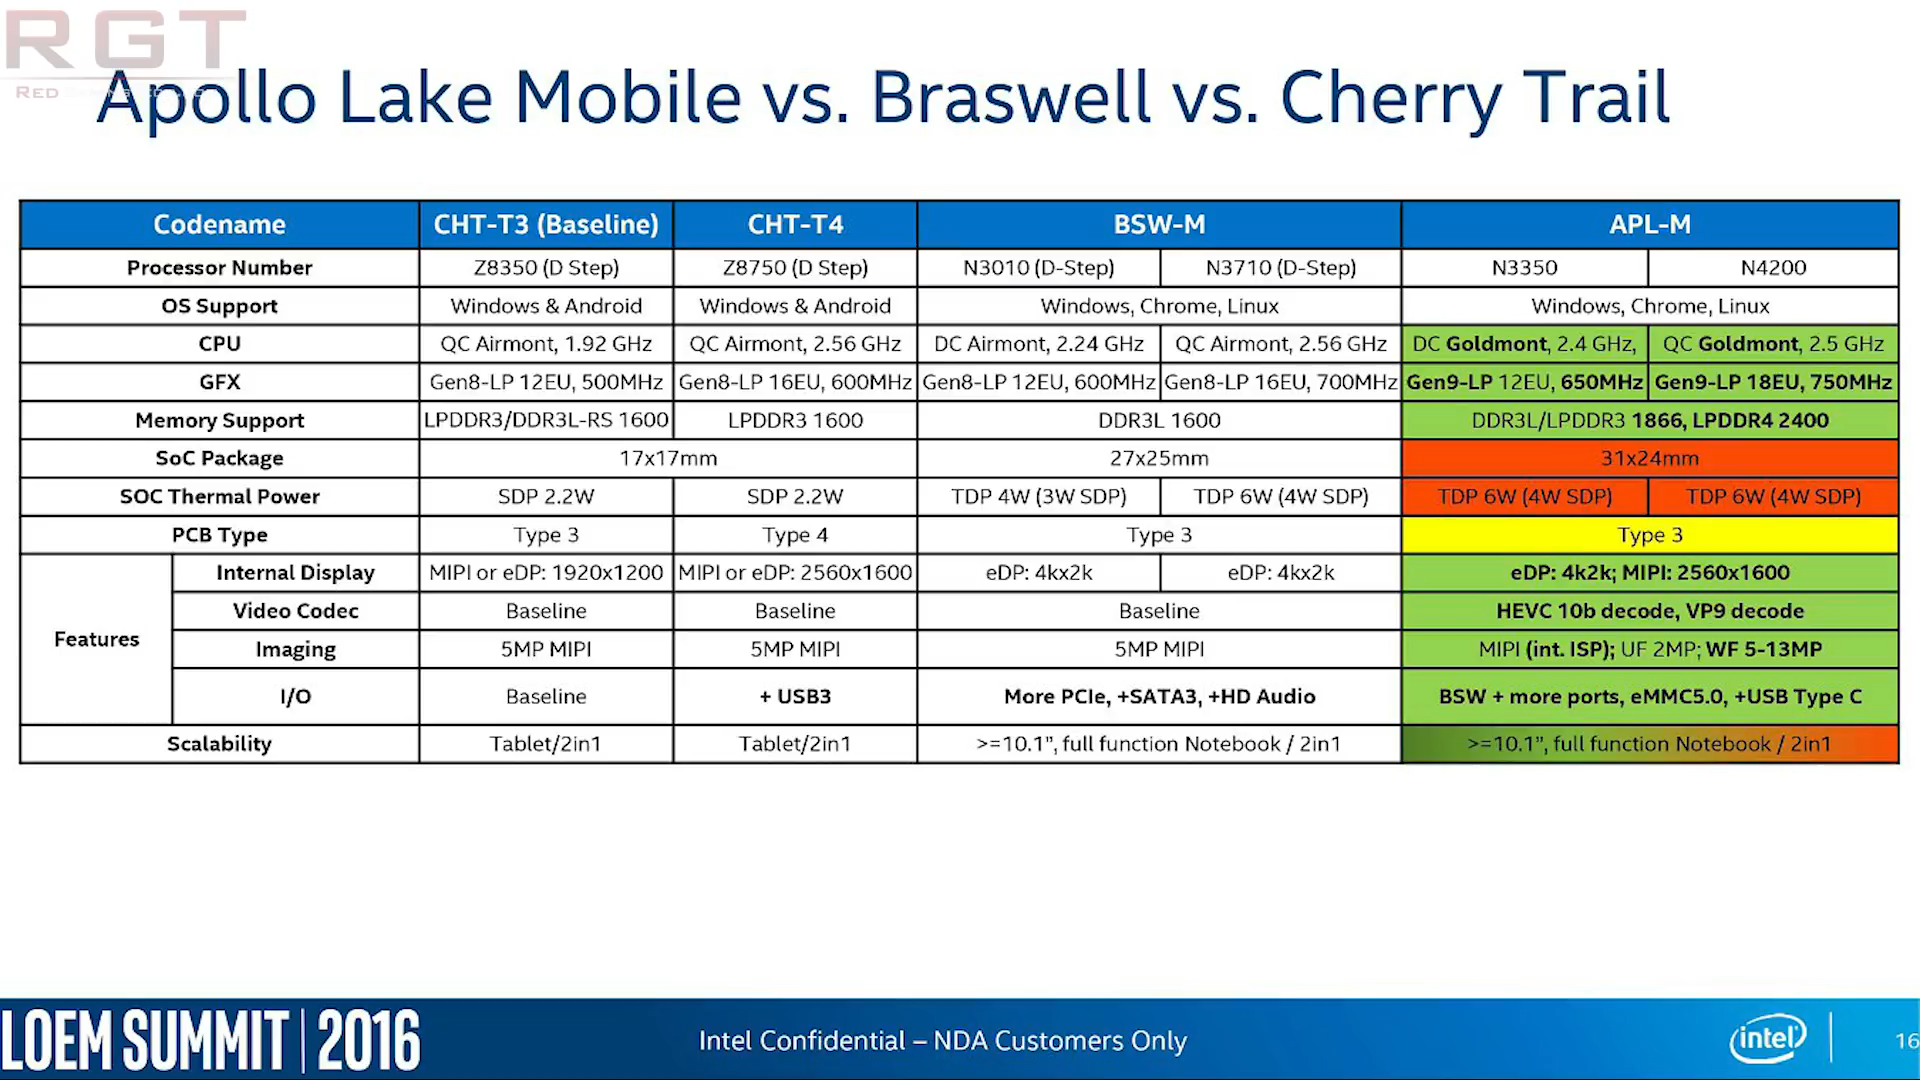 RGT
RED
Apollo Lake Mobile vs. Braswell vs. Cherry Trail
Codename CHT-T3 (Baseline) CHT-T4 BSW-M APL-M
Processor Number Z8350 (D Step) Z8750 (D Step) N3010 (D-Step) N3710 (D-Step) N3350 N4200
OS Support Windows & Android Windows & Android Windows, Chrome, Linux Windows, Chrome, Linux
CPU QC Airmont, 1.92 GHz QC Airmont, 2.56 GHz DC Airmont, 2.24 GHz QC Airmont, 2.56 GHz DC Goldmont, 2.4 GHz, QC Goldmont, 2.5 GHz
GFX Gen8-LP 12EU, 500MHz Gen8-LP 16EU, 600MHz Gen8-LP 12EU, 600MHz Gen8-LP 16EU, 700MHz Gen9-LP 12EU, 650MHz Gen9-LP 18EU, 750MHz
Memory Support LPDDR3/DDR3L-RS 1600 LPDDR3 1600 DDR3L 1600 DDR3L/LPDDR3 1866, LPDDR4 2400
SoC Package 17x17mm 27x25mm 31x24mm
SOC Thermal Power SDP 2.2W SDP 2.2W TDP 4W (3W SDP) TDP 6W (4W SDP) TDP 6W (4W SDP) TDP 6W (4W SDP)
PCB Type Type 3 Type 4 Type 3 Type 3
Features
Internal Display MIPI or eDP: 1920x1200 MIPI or eDP: 2560x1600 eDP: 4kx2k eDP: 4kx2k eDP: 4k2k; MIPI: 2560x1600
Video Codec Baseline Baseline Baseline HEVC 10b decode, VP9 decode
Imaging 5MP MIPI 5MP MIPI 5MP MIPI MIPI (int. ISP); UF 2MP; WF 5-13MP
I/O Baseline + USB3 More PCIe, +SATA3, +HD Audio BSW + more ports, eMMC5.0, +USB Type C
Scalability Tablet/2in1 Tablet/2in1 >=10.1”, full function Notebook / 2in1 >=10.1”, full function Notebook / 2in1
LOEM SUMMIT | 2016
Intel Confidential – NDA Customers Only
intel
16